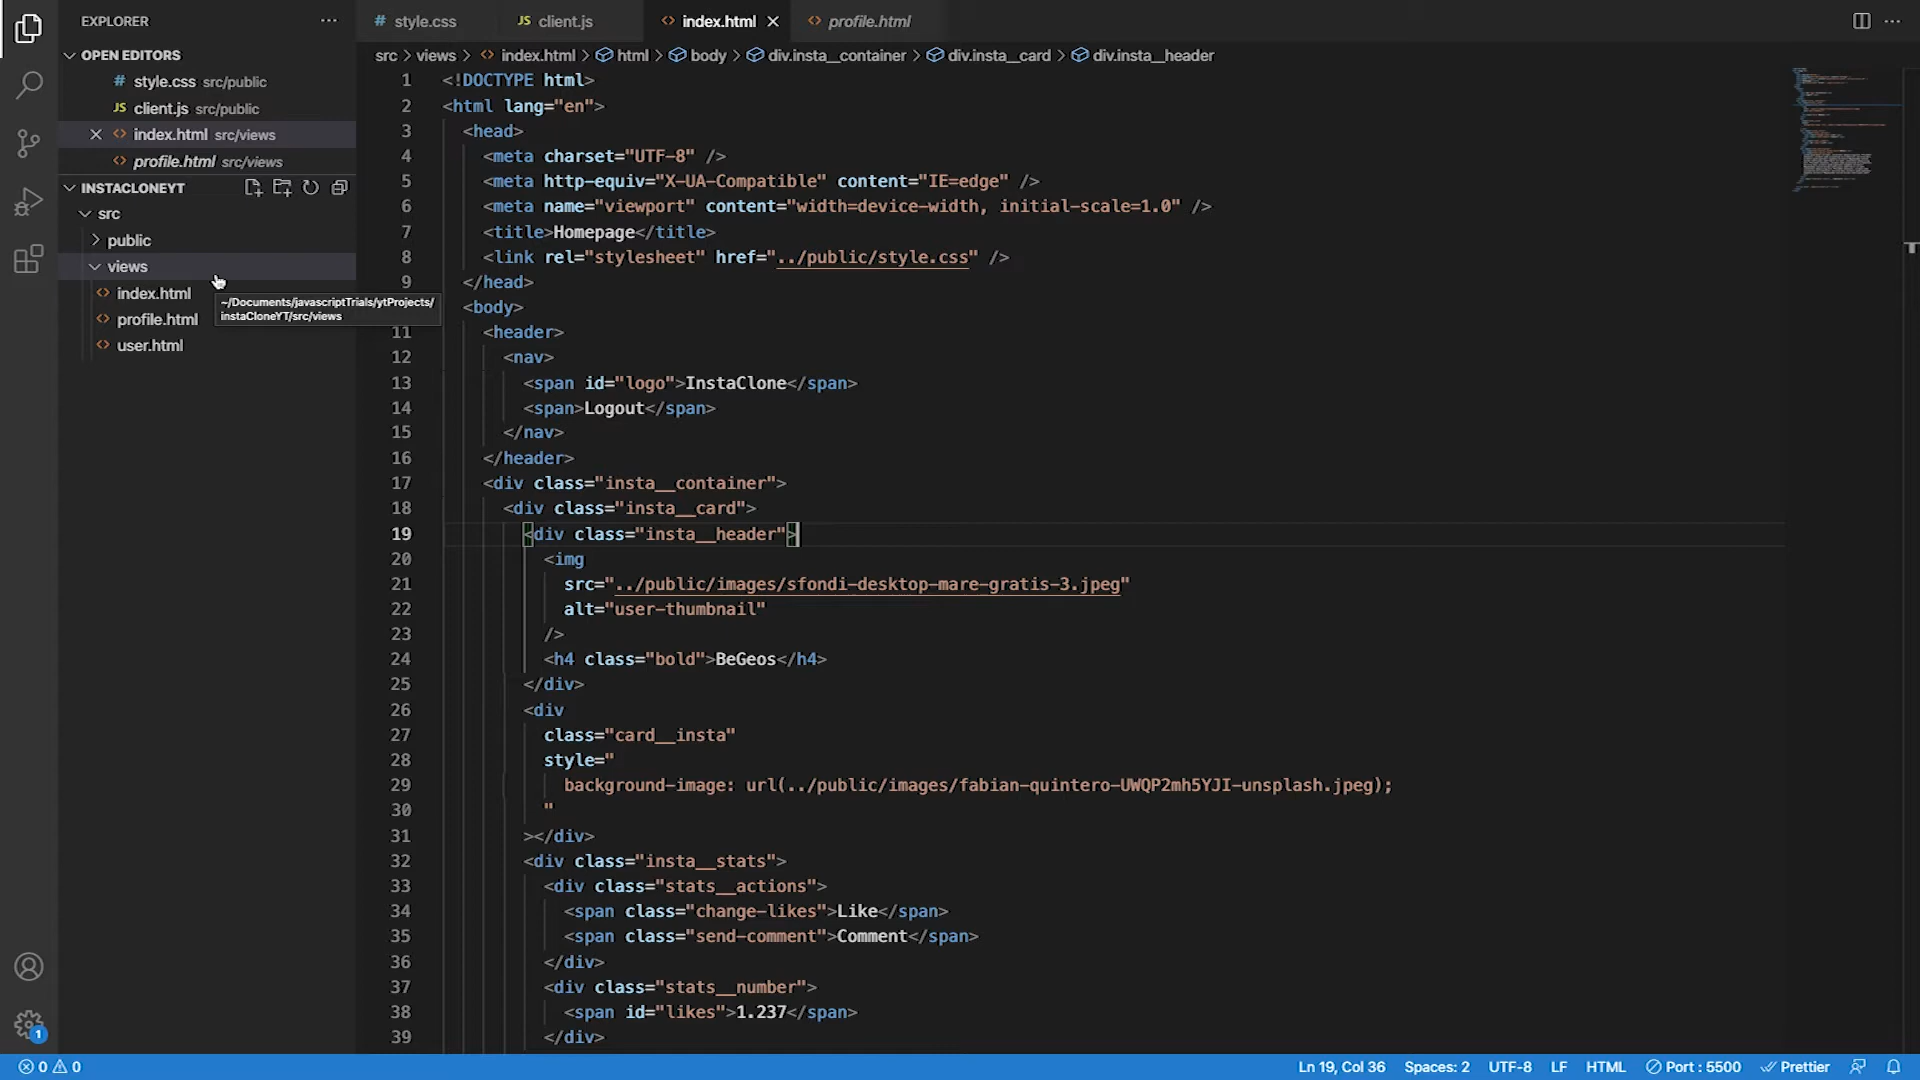 EXPLORER
OPEN EDITORS
# style.css src/public
JS client.js src/public
index.html src/views
profile.html src/views
INSTACLONEYT
src
public
views
index.html
profile.html
user.html
~/Documents/javascriptTrials/ytProjects/
instaCloneYT/src/views
1
# style.css
JS client.js
<> index.html
<> profile.html
src > views > <> index.html > html > body > div.insta__container > div.insta__card > div.insta__header
1 <!DOCTYPE html>
2 <html lang="en">
3 <head>
4 <meta charset="UTF-8" />
5 <meta http-equiv="X-UA-Compatible" content="IE=edge" />
6 <meta name="viewport" content="width=device-width, initial-scale=1.0" />
7 <title>Homepage</title>
8 <link rel="stylesheet" href="../public/style.css" />
9 </head>
<body>
11 <header>
12 <nav>
13 <span id="logo">InstaClone</span>
14 <span>Logout</span>
15 </nav>
16 </header>
17 <div class="insta__container">
18 <div class="insta__card">
19 <div class="insta__header">
20 <img
21 src="../public/images/sfondi-desktop-mare-gratis-3.jpeg"
22 alt="user-thumbnail"
23 />
24 <h4 class="bold">BeGeos</h4>
25 </div>
26 <div
27 class="card__insta"
28 style="
29 background-image: url(../public/images/fabian-quintero-UWQP2mh5YJI-unsplash.jpeg);
30 "
31 ></div>
32 <div class="insta__stats">
33 <div class="stats__actions">
34 <span class="change-likes">Like</span>
35 <span class="send-comment">Comment</span>
36 </div>
37 <div class="stats__number">
38 <span id="likes">1.237</span>
39 </div>
0 0 Ln 19, Col 36 Spaces: 2 UTF-8 LF HTML Port : 5500 Prettier